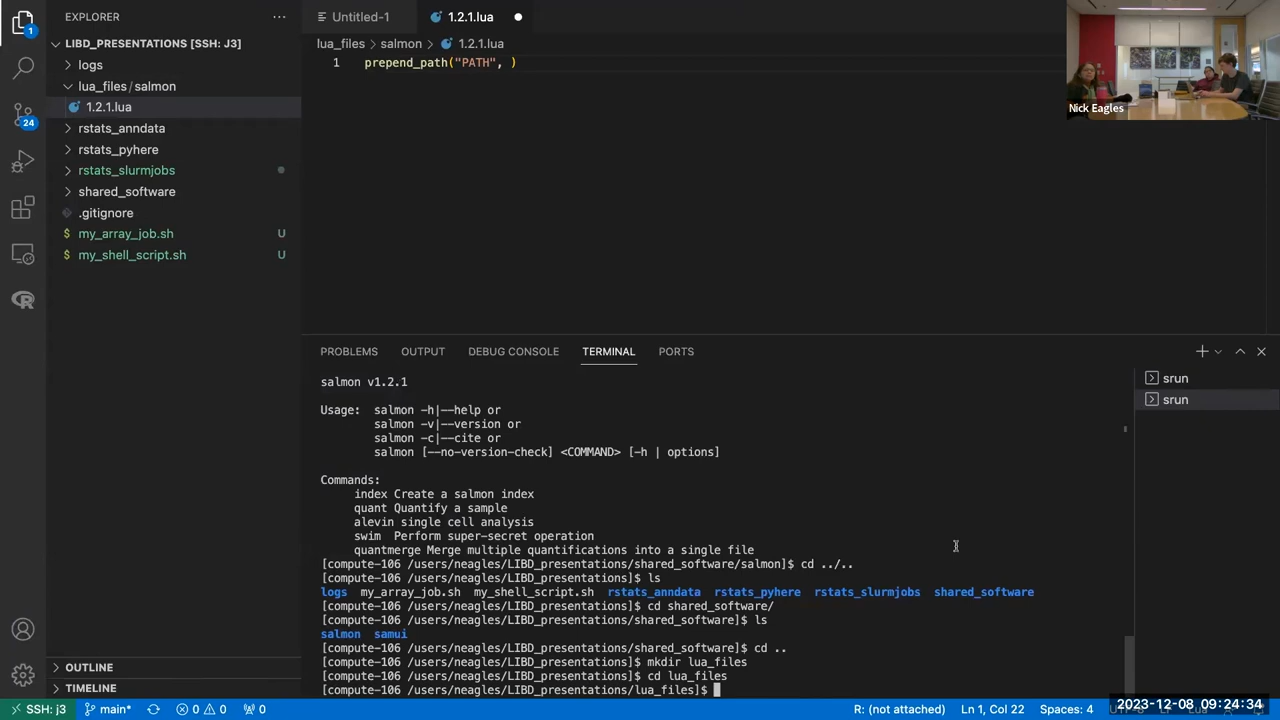 EXPLORER
LIBD_PRESENTATIONS [SSH: J3]
logs
lua_files / salmon
1.2.1.lua
rstats_anndata
rstats_pyhere
rstats_slurmjobs
shared_software
.gitignore
$ my_array_job.sh U
$ my_shell_script.sh U
OUTLINE
TIMELINE
1
24
Untitled-1 1.2.1.lua
lua_files > salmon > 1.2.1.lua
1 prepend_path("PATH", )
Nick Eagles
PROBLEMS OUTPUT DEBUG CONSOLE TERMINAL PORTS
srun
srun
salmon v1.2.1
Usage: salmon -h|--help or
salmon -v|--version or
salmon -c|--cite or
salmon [--no-version-check] <COMMAND> [-h | options]
Commands:
index Create a salmon index
quant Quantify a sample
alevin single cell analysis
swim Perform super-secret operation
quantmerge Merge multiple quantifications into a single file
[compute-106 /users/neagles/LIBD_presentations/shared_software/salmon]$ cd ../..
[compute-106 /users/neagles/LIBD_presentations]$ ls
logs my_array_job.sh my_shell_script.sh rstats_anndata rstats_pyhere rstats_slurmjobs shared_software
[compute-106 /users/neagles/LIBD_presentations]$ cd shared_software/
[compute-106 /users/neagles/LIBD_presentations/shared_software]$ ls
salmon samui
[compute-106 /users/neagles/LIBD_presentations/shared_software]$ cd ..
[compute-106 /users/neagles/LIBD_presentations]$ mkdir lua_files
[compute-106 /users/neagles/LIBD_presentations]$ cd lua_files
[compute-106 /users/neagles/LIBD_presentations/lua_files]$
SSH: j3 main* 0 0 0 R: (not attached) Ln 1, Col 22 Spaces: 4
2023-12-08 09:24:34